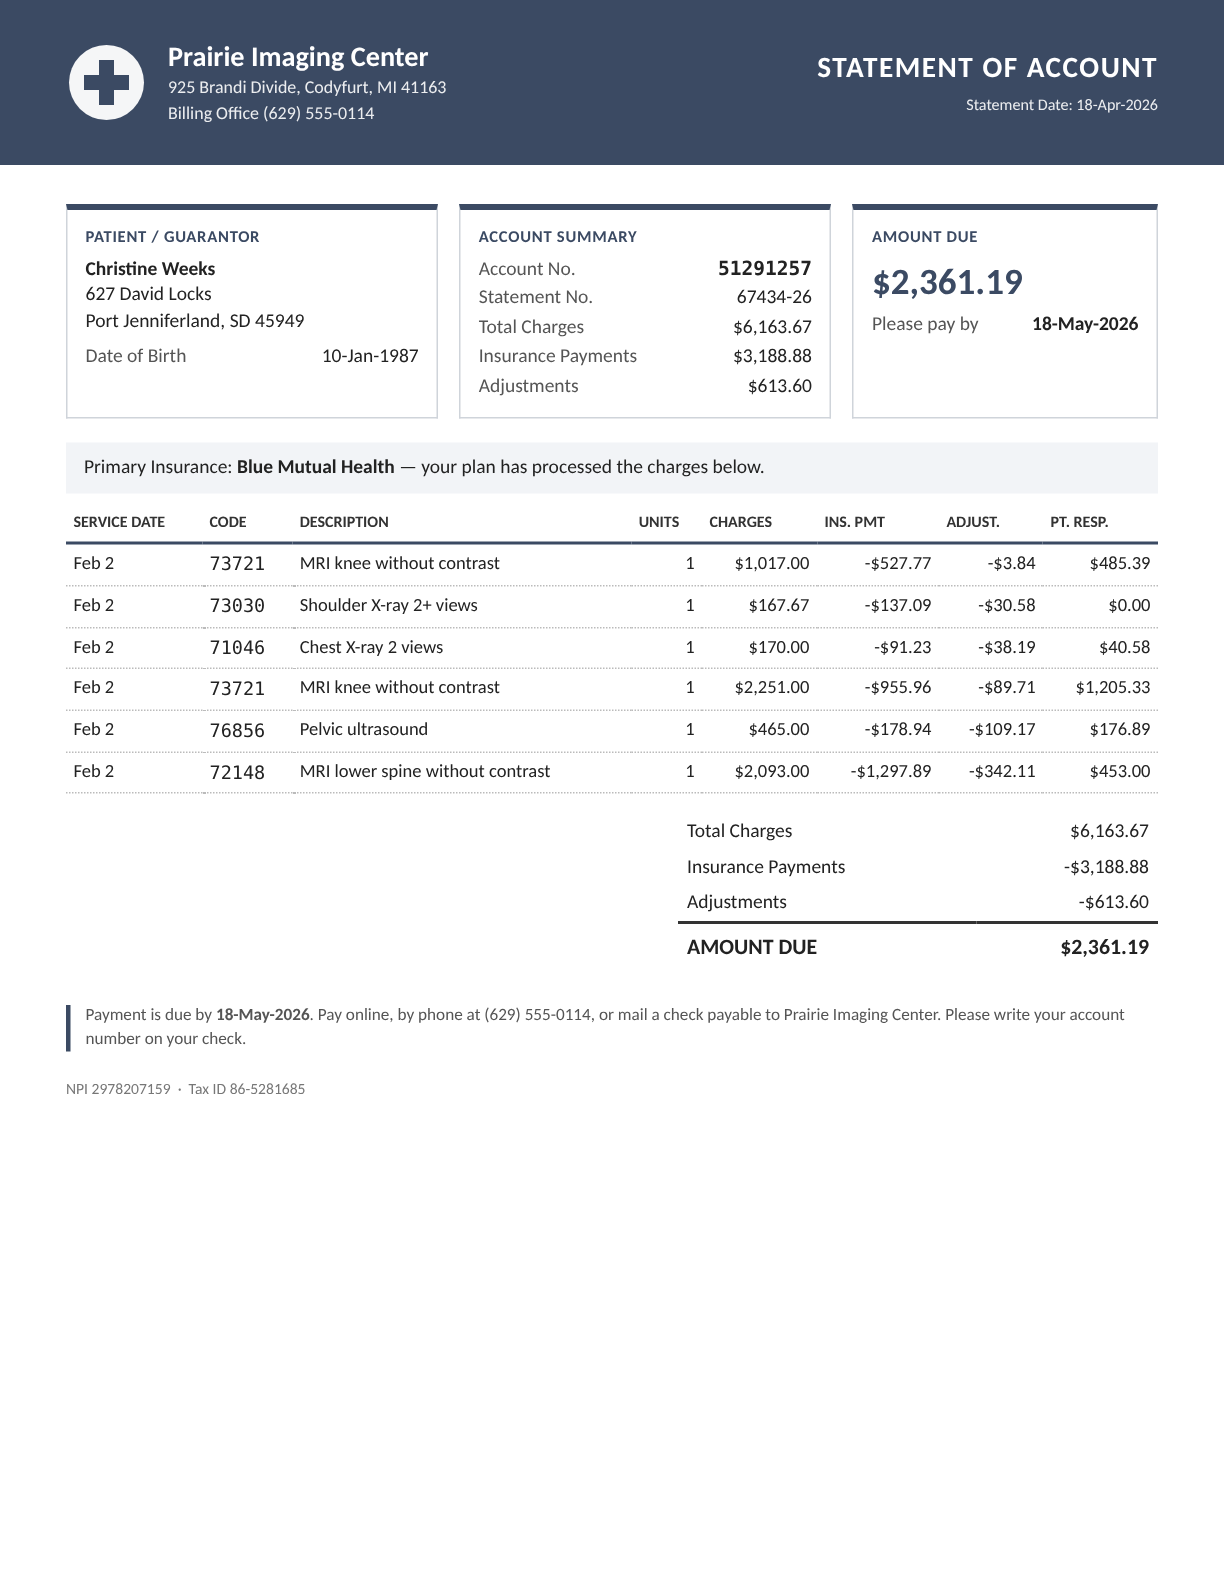 Prairie Imaging Center
925 Brandi Divide, Codyfurt, MI 41163
Billing Office (629) 555-0114
STATEMENT OF ACCOUNT
Statement Date: 18-Apr-2026
PATIENT / GUARANTOR
Christine Weeks
627 David Locks
Port Jenniferland, SD 45949
Date of Birth 10-Jan-1987
ACCOUNT SUMMARY
Account No. 51291257
Statement No. 67434-26
Total Charges $6,163.67
Insurance Payments $3,188.88
Adjustments $613.60
AMOUNT DUE
$2,361.19
Please pay by 18-May-2026
Primary Insurance: Blue Mutual Health — your plan has processed the charges below.
SERVICE DATE CODE DESCRIPTION UNITS CHARGES INS. PMT ADJUST. PT. RESP.
Feb 2 73721 MRI knee without contrast 1 $1,017.00 -$527.77 -$3.84 $485.39
Feb 2 73030 Shoulder X-ray 2+ views 1 $167.67 -$137.09 -$30.58 $0.00
Feb 2 71046 Chest X-ray 2 views 1 $170.00 -$91.23 -$38.19 $40.58
Feb 2 73721 MRI knee without contrast 1 $2,251.00 -$955.96 -$89.71 $1,205.33
Feb 2 76856 Pelvic ultrasound 1 $465.00 -$178.94 -$109.17 $176.89
Feb 2 72148 MRI lower spine without contrast 1 $2,093.00 -$1,297.89 -$342.11 $453.00
Total Charges $6,163.67
Insurance Payments -$3,188.88
Adjustments -$613.60
AMOUNT DUE $2,361.19
Payment is due by 18-May-2026. Pay online, by phone at (629) 555-0114, or mail a check payable to Prairie Imaging Center. Please write your account
number on your check.
NPI 2978207159 · Tax ID 86-5281685